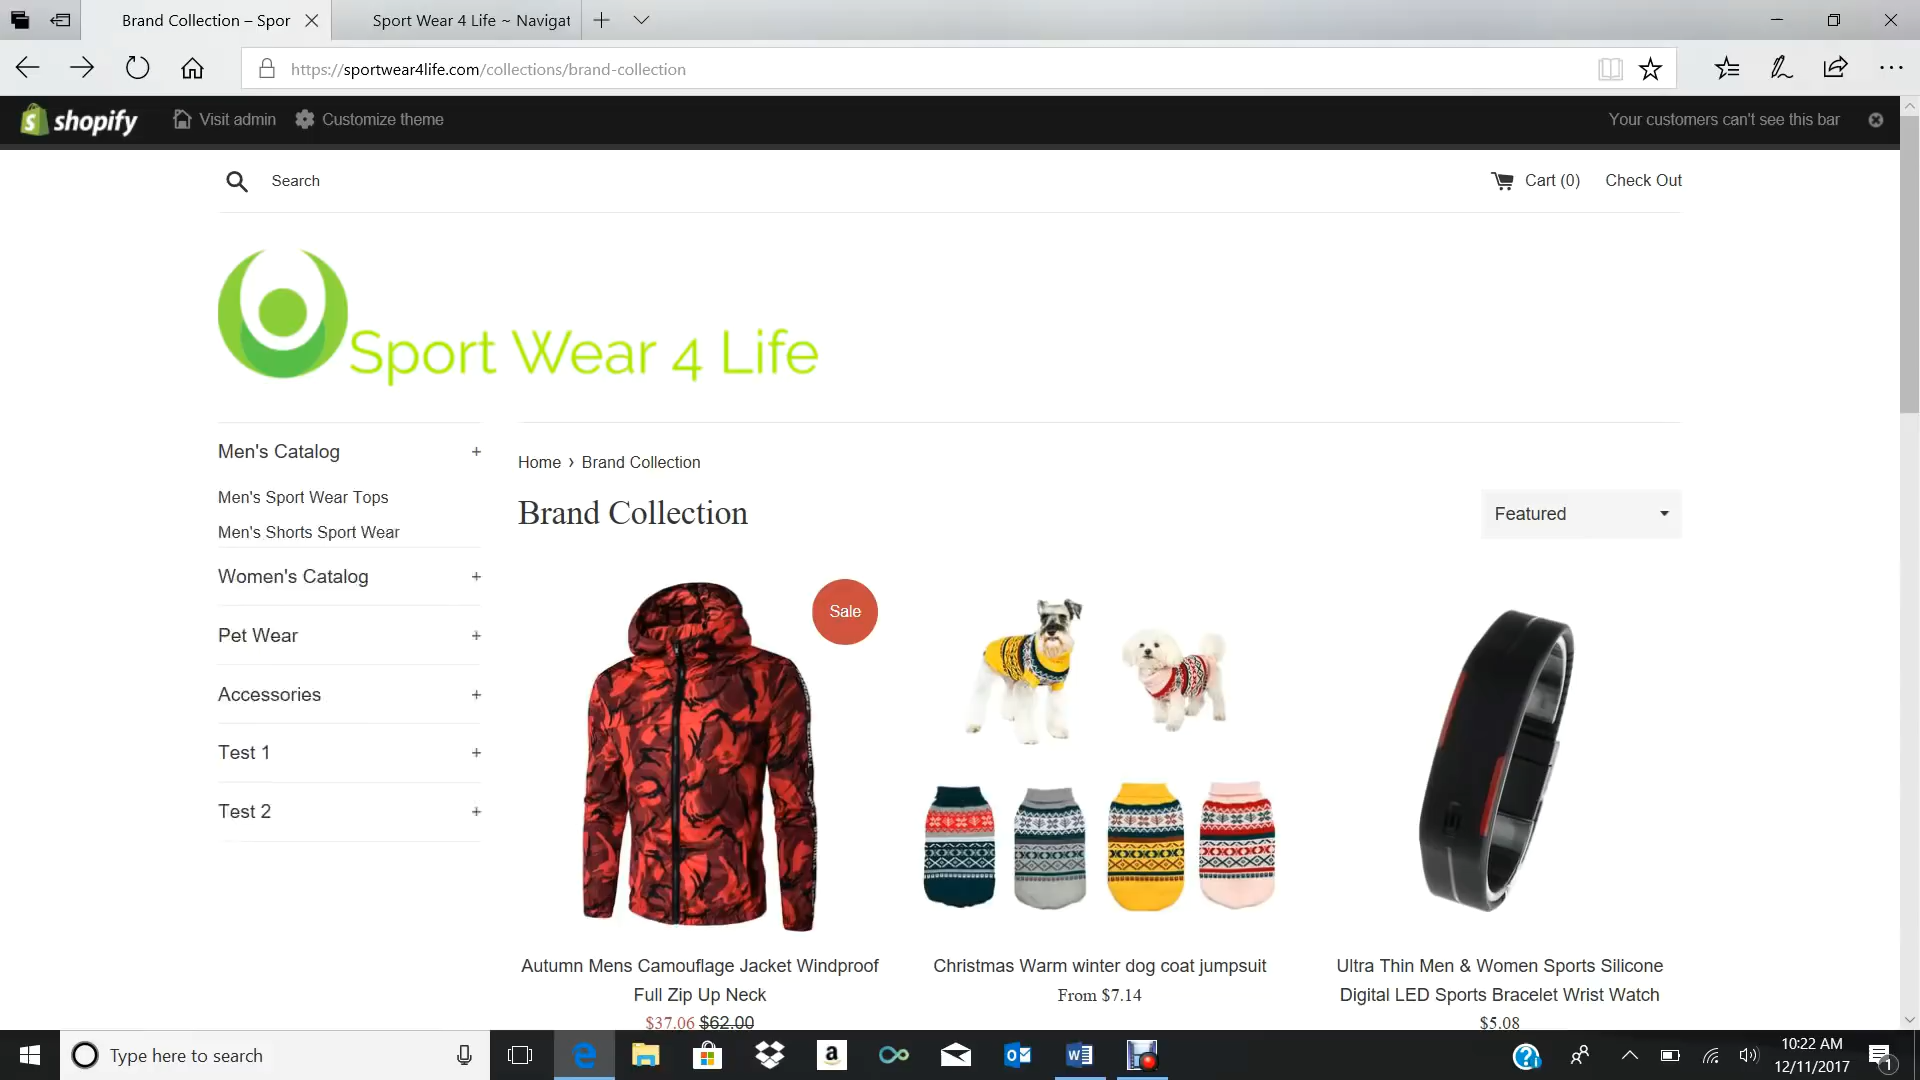 Brand Collection – Spor
Sport Wear 4 Life ~ Navigat
https://sportwear4life.com/collections/brand-collection
shopify Visit admin Customize theme Your customers can't see this bar
Search Cart (0) Check Out
Sport Wear 4 Life
Men's Catalog +
Men's Sport Wear Tops
Men's Shorts Sport Wear
Women's Catalog +
Pet Wear +
Accessories +
Test 1 +
Test 2 +
Home › Brand Collection
Brand Collection
Featured
Sale
Autumn Mens Camouflage Jacket Windproof
Full Zip Up Neck
$37.06 $62.00
Christmas Warm winter dog coat jumpsuit
From $7.14
Ultra Thin Men & Women Sports Silicone
Digital LED Sports Bracelet Wrist Watch
$5.08
Type here to search
10:22 AM
12/11/2017
1